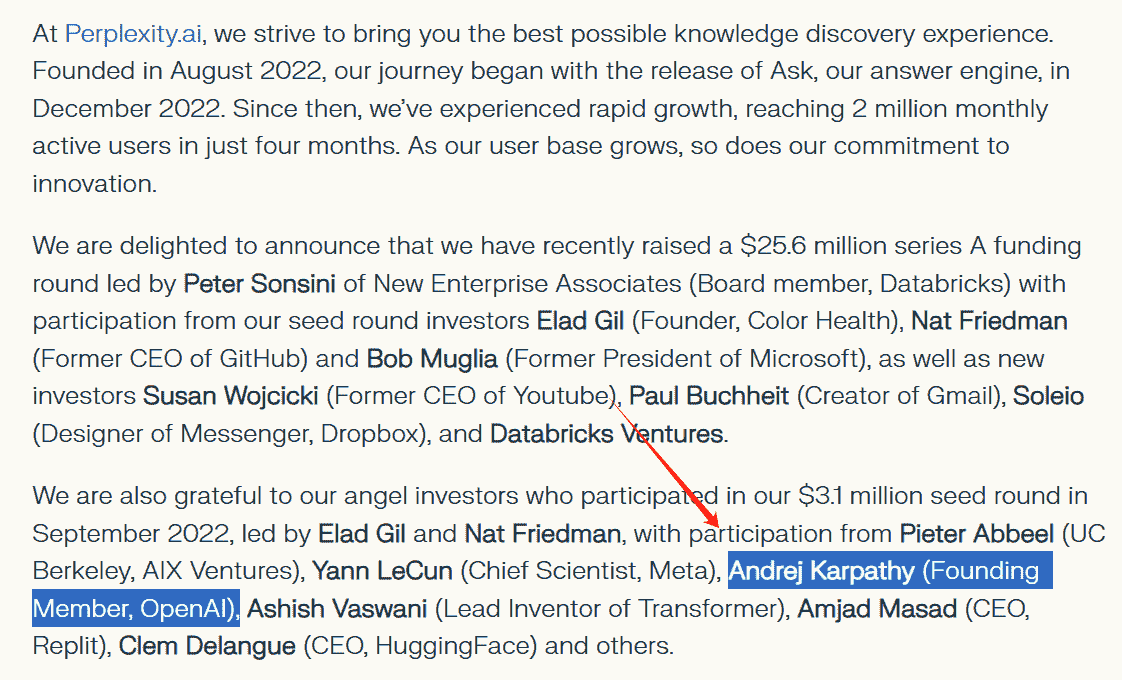 At Perplexity.ai, we strive to bring you the best possible knowledge discovery experience.
Founded in August 2022, our journey began with the release of Ask, our answer engine, in
December 2022. Since then, we’ve experienced rapid growth, reaching 2 million monthly
active users in just four months. As our user base grows, so does our commitment to
innovation.
We are delighted to announce that we have recently raised a $25.6 million series A funding
round led by Peter Sonsini of New Enterprise Associates (Board member, Databricks) with
participation from our seed round investors Elad Gil (Founder, Color Health), Nat Friedman
(Former CEO of GitHub) and Bob Muglia (Former President of Microsoft), as well as new
investors Susan Wojcicki (Former CEO of Youtube), Paul Buchheit (Creator of Gmail), Soleio
(Designer of Messenger, Dropbox), and Databricks Ventures.
We are also grateful to our angel investors who participated in our $3.1 million seed round in
September 2022, led by Elad Gil and Nat Friedman, with participation from Pieter Abbeel (UC
Berkeley, AIX Ventures), Yann LeCun (Chief Scientist, Meta), Andrej Karpathy (Founding
Member, OpenAI), Ashish Vaswani (Lead Inventor of Transformer), Amjad Masad (CEO,
Replit), Clem Delangue (CEO, HuggingFace) and others.